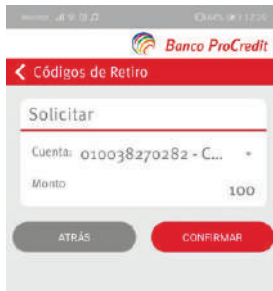 Banco ProCredit
Códigos de Retiro
Solicitar
Cuenta: 010038270282 - C...
Monto
100
ATRÁS
CONFIRMAR